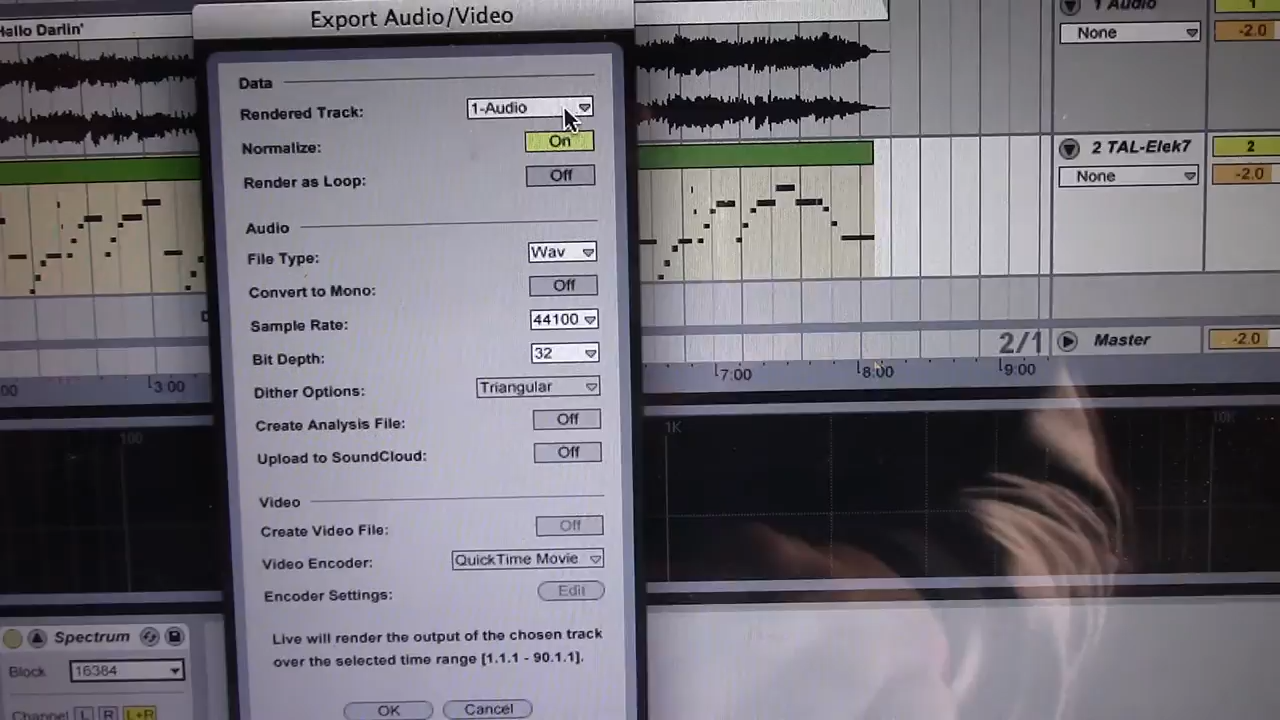 Export Audio/Video
Hallo Darlin'
1 Audio
1
None
-2.0
Data
Rendered Track: 1-Audio
Normalize: On
Render as Loop: Off
2 TAL-Elek7
2
None
-2.0
Audio
File Type: Wav
Convert to Mono: Off
Sample Rate: 44100
Bit Depth: 32
Dither Options: Triangular
Create Analysis File: Off
Upload to SoundCloud: Off
2/1
Master
-2.0
00
3:00
7:00
8:00
9:00
100
1K
10K
Video
Create Video File: Off
Video Encoder: QuickTime Movie
Encoder Settings: Edit
Live will render the output of the chosen track
over the selected time range [1.1.1 - 90.1.1].
OK Cancel
Spectrum
Block 16384
Channel L R L+R